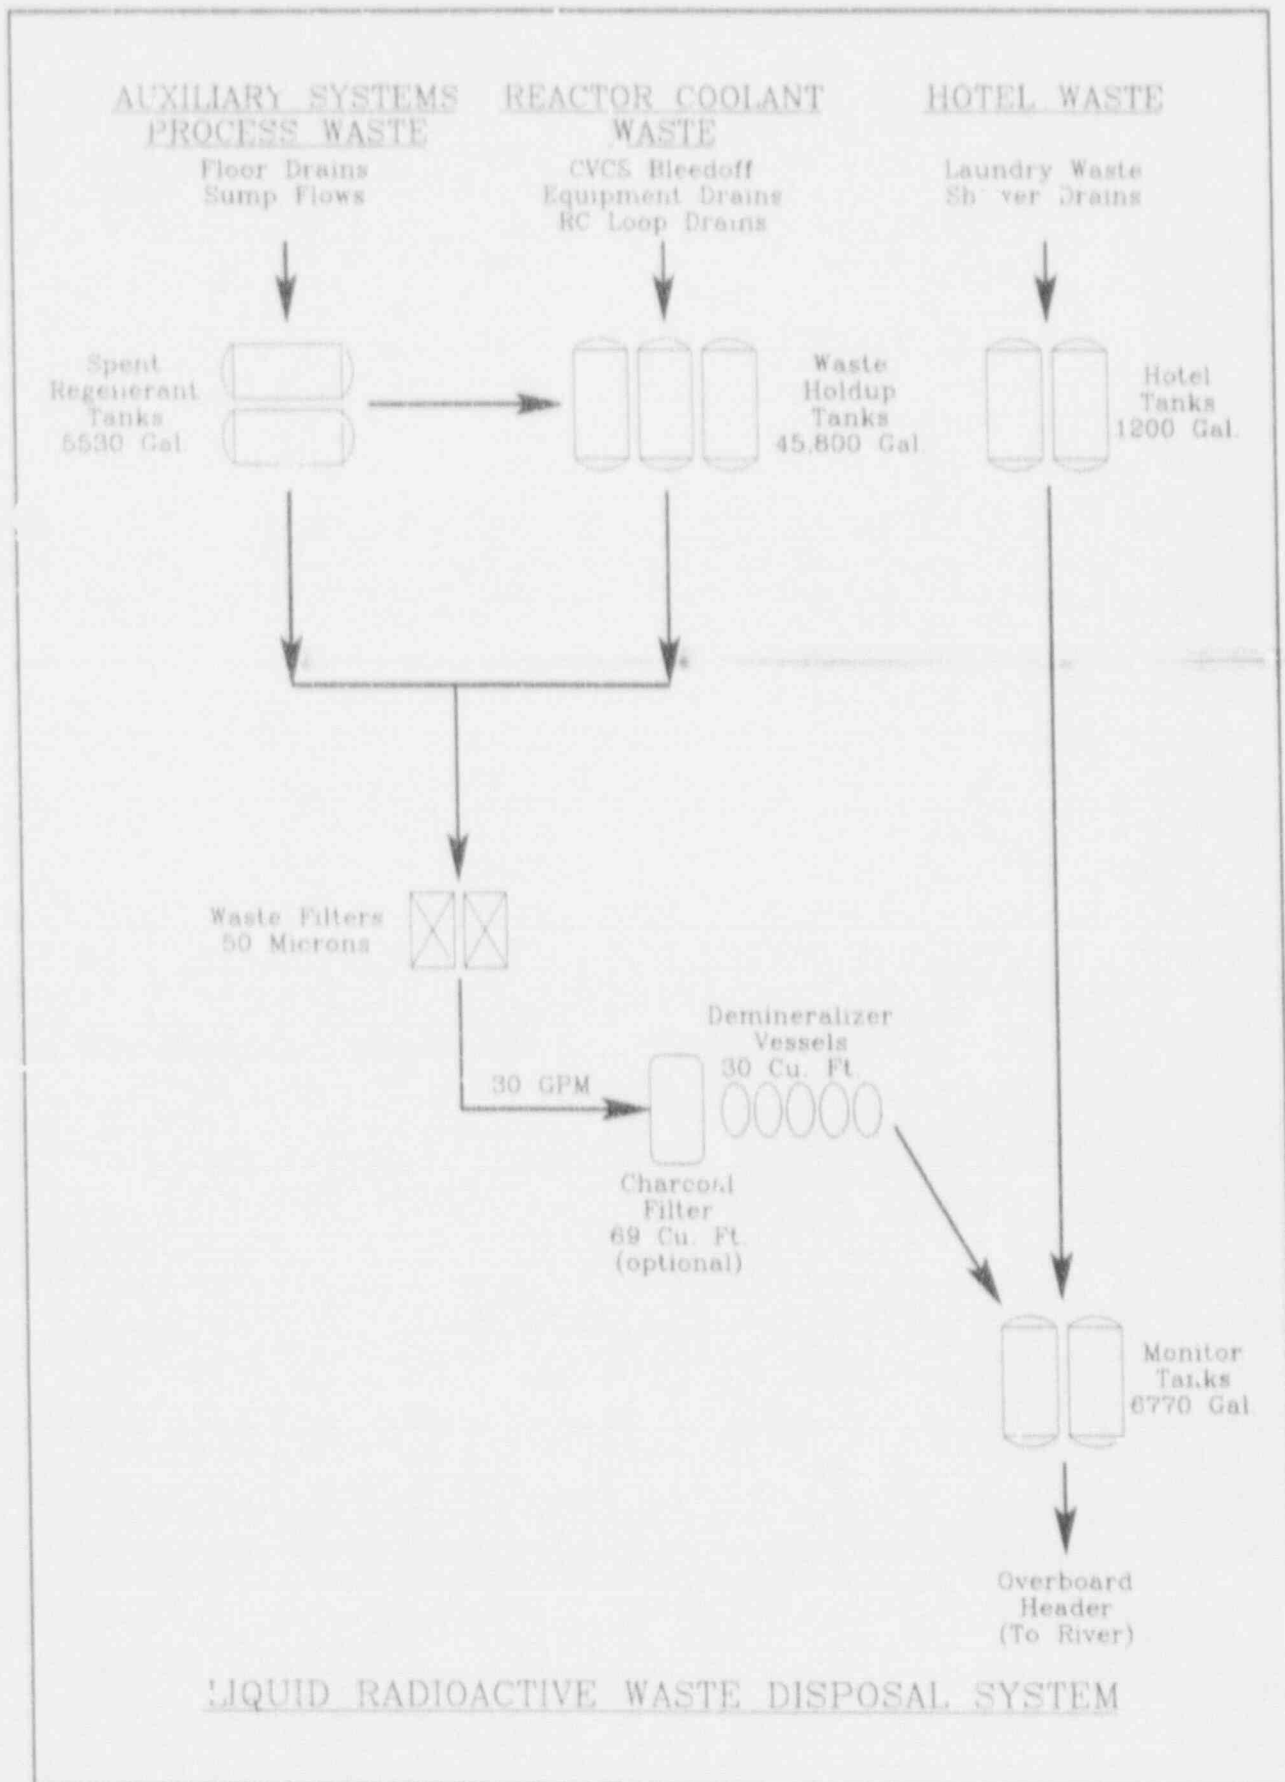 AUXILIARY SYSTEMS
PROCESS WASTE
Floor Drains
Sump Flows
REACTOR COOLANT
WASTE
CVCS Bleedoff
Equipment Drains
RC Loop Drains
HOTEL WASTE
Laundry Waste
Drains
Spent
Regenerant
Tanks
5530 Gal.
Waste
Holdup
Tanks
45,800 Gal.
Hotel
Tanks
1200 Gal.
Waste Filters
50 Microns
30 GPM
Demineralizer
Vessels
30 Cu. Ft.
Charcoal
Filter
69 Cu. Ft.
(optional)
Monitor
Tanks
6770 Gal.
Overboard
Header
(To River)
LIQUID RADIOACTIVE WASTE DISPOSAL SYSTEM